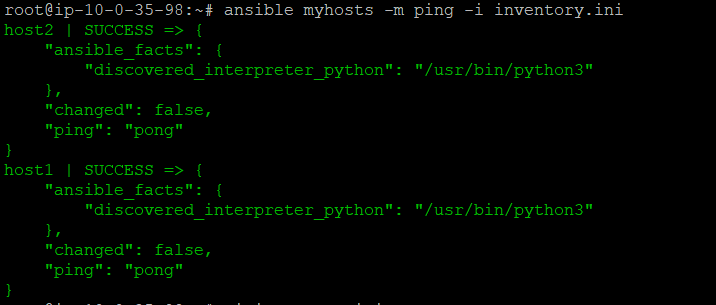 root@ip-10-0-35-98:~# ansible myhosts -m ping -i inventory.ini
host2 | SUCCESS => {
    "ansible_facts": {
        "discovered_interpreter_python": "/usr/bin/python3"
    },
    "changed": false,
    "ping": "pong"
}
host1 | SUCCESS => {
    "ansible_facts": {
        "discovered_interpreter_python": "/usr/bin/python3"
    },
    "changed": false,
    "ping": "pong"
}